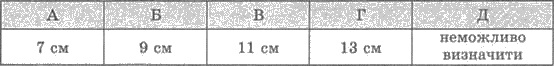 А Б В Г Д
7 см 9 см 11 см 13 см неможливо визначити